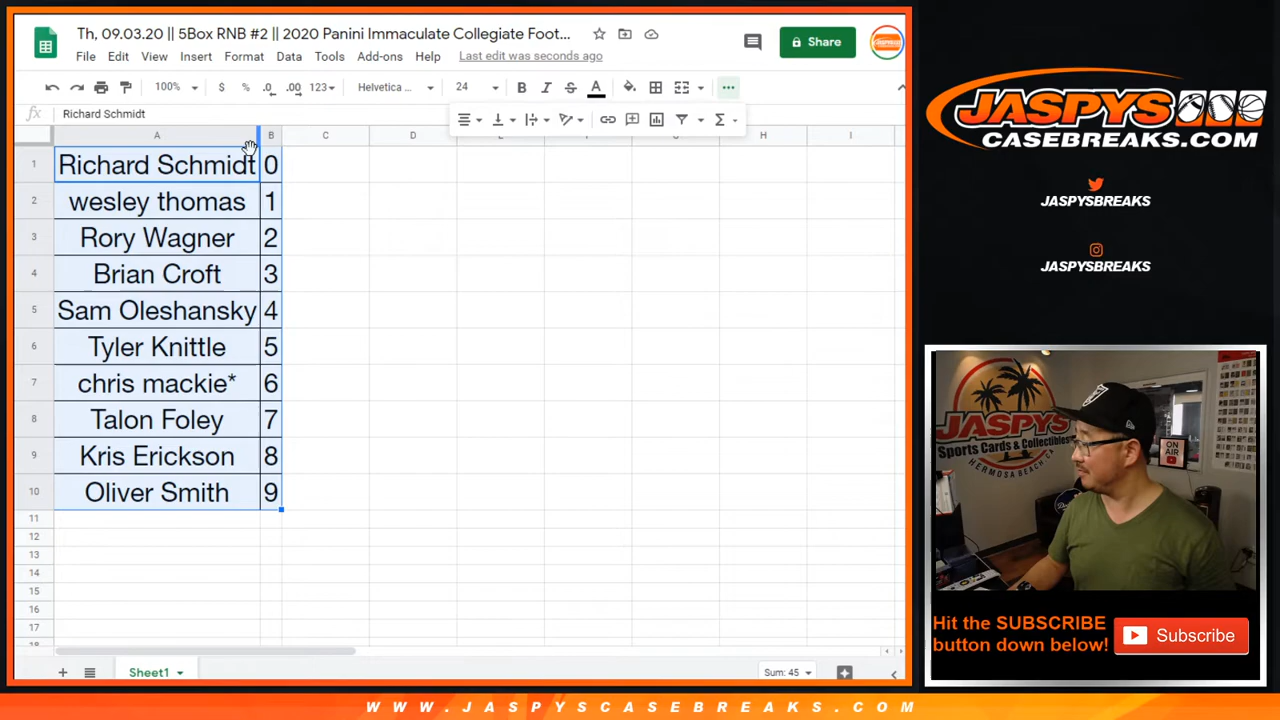 Th, 09.03.20 || 5Box RNB #2 || 2020 Panini Immaculate Collegiate Foot...
File Edit View Insert Format Data Tools Add-ons Help Last edit was seconds ago
Share
100% $ % .0 .00 123 Helvetica ... 24 B I S A
fx Richard Schmidt
A B C D H I
1 Richard Schmidt 0
2 wesley thomas 1
3 Rory Wagner 2
4 Brian Croft 3
5 Sam Oleshansky 4
6 Tyler Knittle 5
7 chris mackie* 6
8 Talon Foley 7
9 Kris Erickson 8
10 Oliver Smith 9
11
12
13
14
15
16
17
18
Sheet1
Sum: 45
JASPYS
CASEBREAKS.COM
JASPYSBREAKS
JASPYSBREAKS
JASPYS
Sports Cards & Collectibles
HERMOSA BEACH
ON AIR
Hit the SUBSCRIBE
button down below!
Subscribe
WWW.JASPYSCASEBREAKS.COM